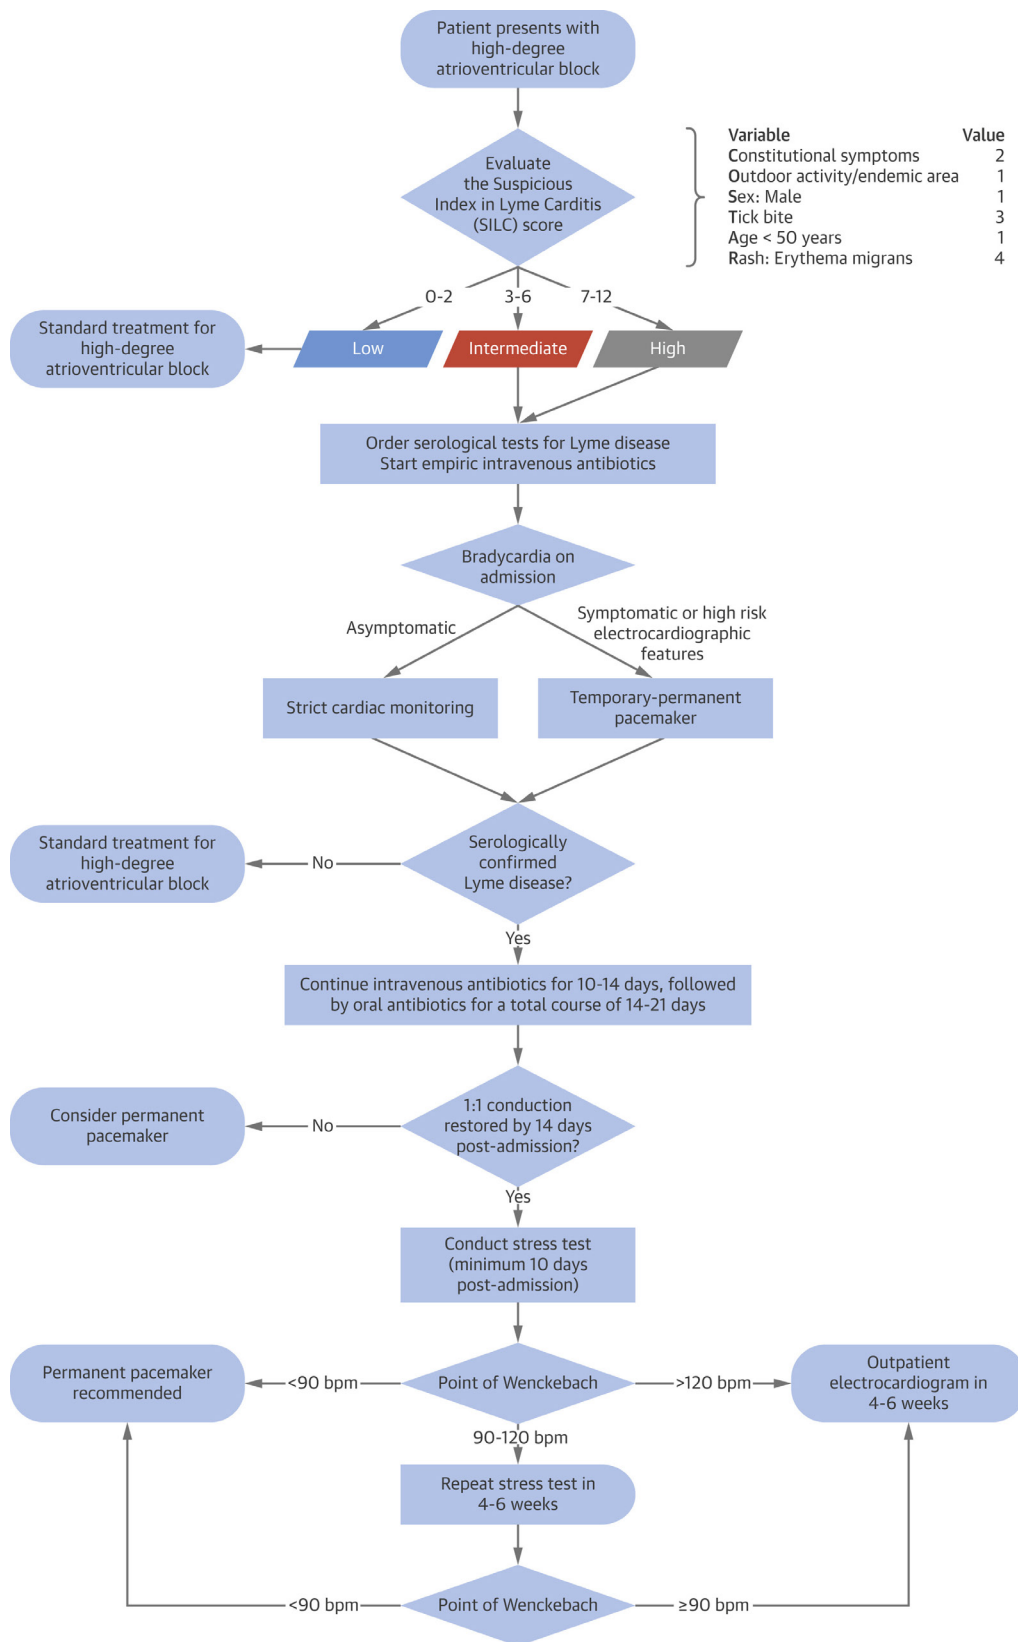 Patient presents with
high-degree
atrioventricular block
Evaluate
the Suspicious
Index in Lyme Carditis
(SILC) score
Variable Value
Constitutional symptoms 2
Outdoor activity/endemic area 1
Sex: Male 1
Tick bite 3
Age < 50 years 1
Rash: Erythema migrans 4
0-2 3-6 7-12
Standard treatment for
high-degree
atrioventricular block
Low Intermediate High
Order serological tests for Lyme disease
Start empiric intravenous antibiotics
Bradycardia on
admission
Asymptomatic
Symptomatic or high risk
electrocardiographic
features
Strict cardiac monitoring
Temporary-permanent
pacemaker
Serologically
confirmed
Lyme disease?
No
Standard treatment for
high-degree
atrioventricular block
Yes
Continue intravenous antibiotics for 10-14 days, followed
by oral antibiotics for a total course of 14-21 days
1:1 conduction
restored by 14 days
post-admission?
No
Consider permanent
pacemaker
Yes
Conduct stress test
(minimum 10 days
post-admission)
Point of Wenckebach
<90 bpm
Permanent pacemaker
recommended
>120 bpm
Outpatient
electrocardiogram in
4-6 weeks
90-120 bpm
Repeat stress test in
4-6 weeks
Point of Wenckebach
<90 bpm
≥90 bpm